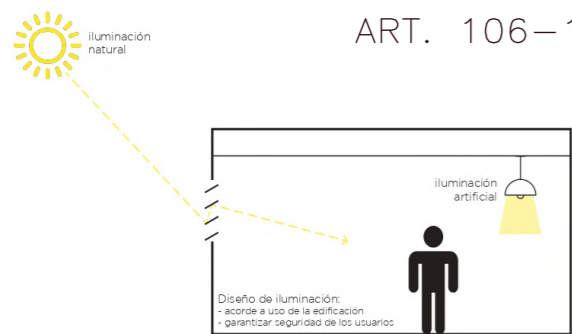 ART. 106-1
iluminación
natural
iluminación
artificial
Diseño de iluminación:
- acorde a uso de la edificación
- garantizar seguridad de los usuarios